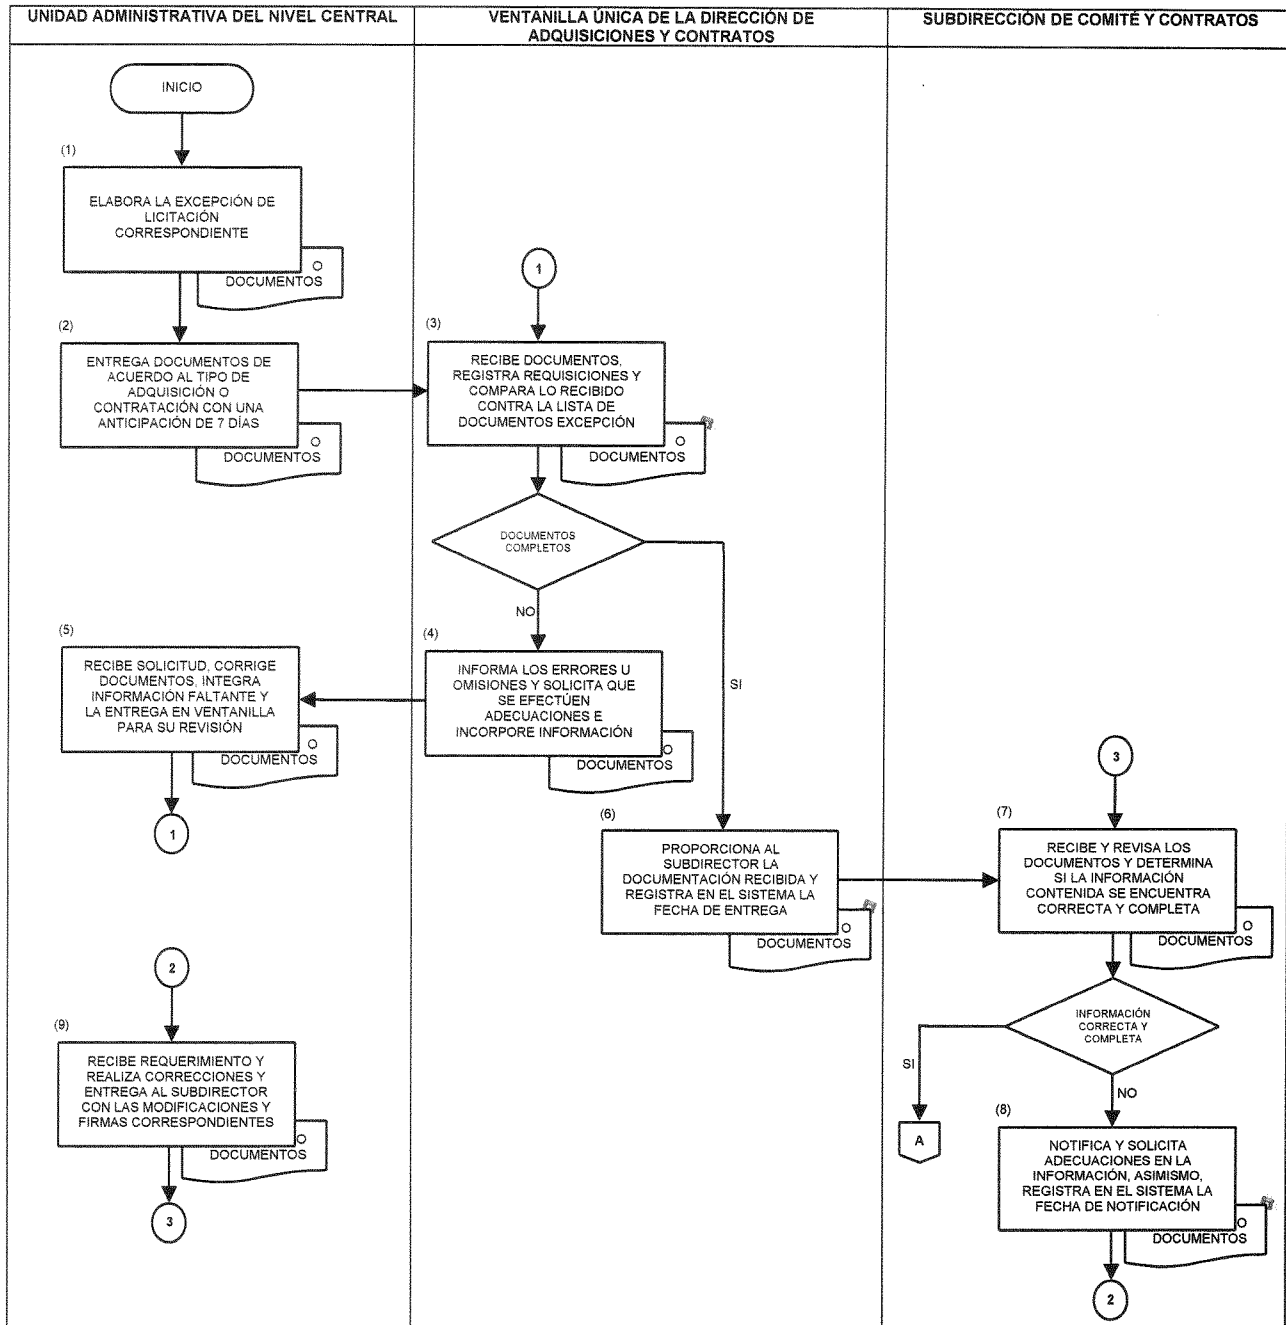 UNIDAD ADMINISTRATIVA DEL NIVEL CENTRAL
VENTANILLA ÚNICA DE LA DIRECCIÓN DE
ADQUISICIONES Y CONTRATOS
SUBDIRECCIÓN DE COMITÉ Y CONTRATOS
INICIO
(1)
ELABORA LA EXCEPCIÓN DE
LICITACIÓN
CORRESPONDIENTE
O
DOCUMENTOS
(2)
ENTREGA DOCUMENTOS DE
ACUERDO AL TIPO DE
ADQUISICIÓN O
CONTRATACIÓN CON UNA
ANTICIPACIÓN DE 7 DÍAS
O
DOCUMENTOS
1
(3)
RECIBE DOCUMENTOS,
REGISTRA REQUISICIONES Y
COMPARA LO RECIBIDO
CONTRA LA LISTA DE
DOCUMENTOS EXCEPCIÓN
O
DOCUMENTOS
DOCUMENTOS
COMPLETOS
NO
SI
(4)
INFORMA LOS ERRORES U
OMISIONES Y SOLICITA QUE
SE EFECTÚEN
ADECUACIONES E
INCORPORE INFORMACIÓN
O
DOCUMENTOS
(5)
RECIBE SOLICITUD, CORRIGE
DOCUMENTOS, INTEGRA
INFORMACIÓN FALTANTE Y
LA ENTREGA EN VENTANILLA
PARA SU REVISIÓN
O
DOCUMENTOS
1
(6)
PROPORCIONA AL
SUBDIRECTOR LA
DOCUMENTACIÓN RECIBIDA Y
REGISTRA EN EL SISTEMA LA
FECHA DE ENTREGA
O
DOCUMENTOS
3
(7)
RECIBE Y REVISA LOS
DOCUMENTOS Y DETERMINA
SI LA INFORMACIÓN
CONTENIDA SE ENCUENTRA
CORRECTA Y COMPLETA
O
DOCUMENTOS
INFORMACIÓN
CORRECTA Y
COMPLETA
SI
NO
A
(8)
NOTIFICA Y SOLICITA
ADECUACIONES EN LA
INFORMACIÓN, ASIMISMO,
REGISTRA EN EL SISTEMA LA
FECHA DE NOTIFICACIÓN
O
DOCUMENTOS
2
2
(9)
RECIBE REQUERIMIENTO Y
REALIZA CORRECCIONES Y
ENTREGA AL SUBDIRECTOR
CON LAS MODIFICACIONES Y
FIRMAS CORRESPONDIENTES
O
DOCUMENTOS
3